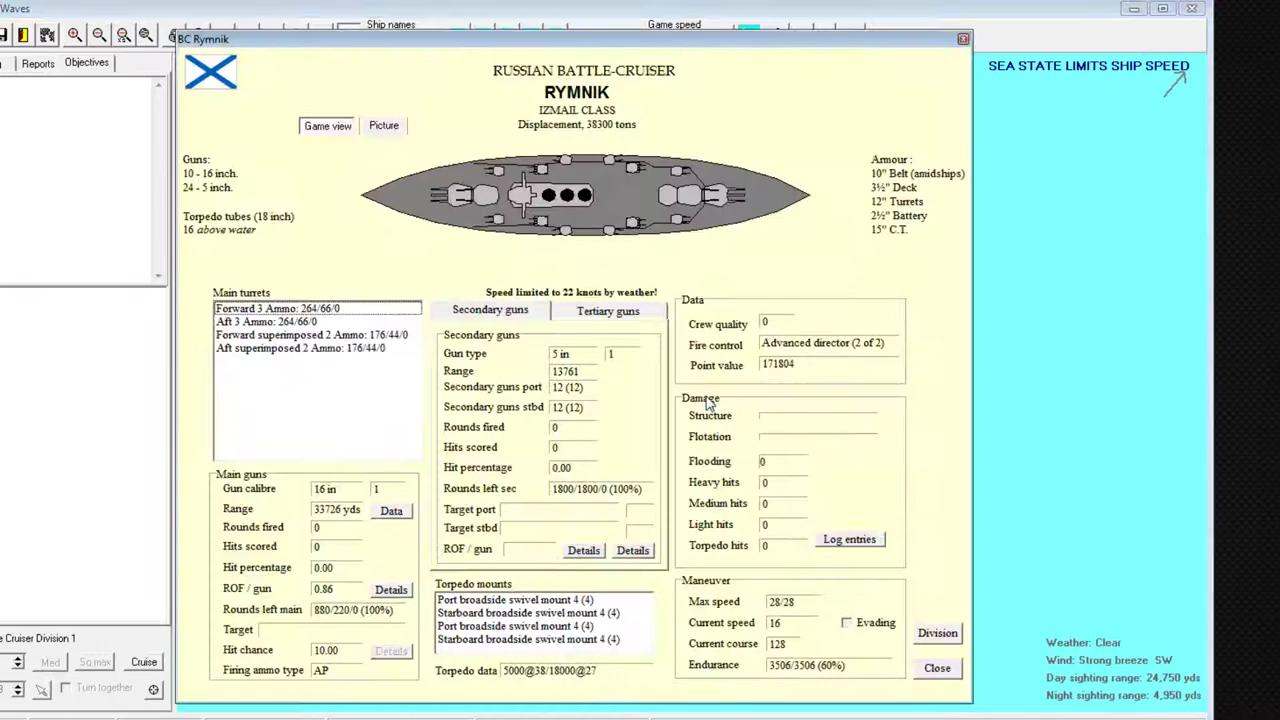 Waves
Ship names
Game speed
BC Rymnik
Reports
Objectives
RUSSIAN BATTLE-CRUISER
RYMNIK
IZMAIL CLASS
Displacement, 38300 tons
Game view
Picture
SEA STATE LIMITS SHIP SPEED
Guns:
10 - 16 inch.
24 - 5 inch.
Torpedo tubes (18 inch)
16 above water
Armour :
10" Belt (amidships)
3½" Deck
12" Turrets
2½" Battery
15" C.T.
Main turrets
Forward 3 Ammo: 264/66/0
Aft 3 Ammo: 264/66/0
Forward superimposed 2 Ammo: 176/44/0
Aft superimposed 2 Ammo: 176/44/0
Main guns
Gun calibre 16 in 1
Range 33726 yds Data
Rounds fired 0
Hits scored 0
Hit percentage 0.00
ROF / gun 0.86 Details
Rounds left main 880/220/0 (100%)
Target
Hit chance 10.00 Details
Firing ammo type AP
Speed limited to 22 knots by weather!
Secondary guns
Tertiary guns
Secondary guns
Gun type 5 in 1
Range 13761
Secondary guns port 12 (12)
Secondary guns stbd 12 (12)
Rounds fired 0
Hits scored 0
Hit percentage 0.00
Rounds left sec 1800/1800/0 (100%)
Target port
Target stbd
ROF / gun Details Details
Torpedo mounts
Port broadside swivel mount 4 (4)
Starboard broadside swivel mount 4 (4)
Port broadside swivel mount 4 (4)
Starboard broadside swivel mount 4 (4)
Torpedo data 5000@38/18000@27
Data
Crew quality 0
Fire control Advanced director (2 of 2)
Point value 171804
Damage
Structure
Flotation
Flooding 0
Heavy hits 0
Medium hits 0
Light hits 0
Torpedo hits 0
Log entries
Maneuver
Max speed 28/28
Current speed 16 Evading
Current course 128
Endurance 3506/3506 (60%)
Division
Close
e Cruiser Division 1
Med
Sq max
Cruise
Turn together
Weather: Clear
Wind: Strong breeze SW
Day sighting range: 24,750 yds
Night sighting range: 4,950 yds